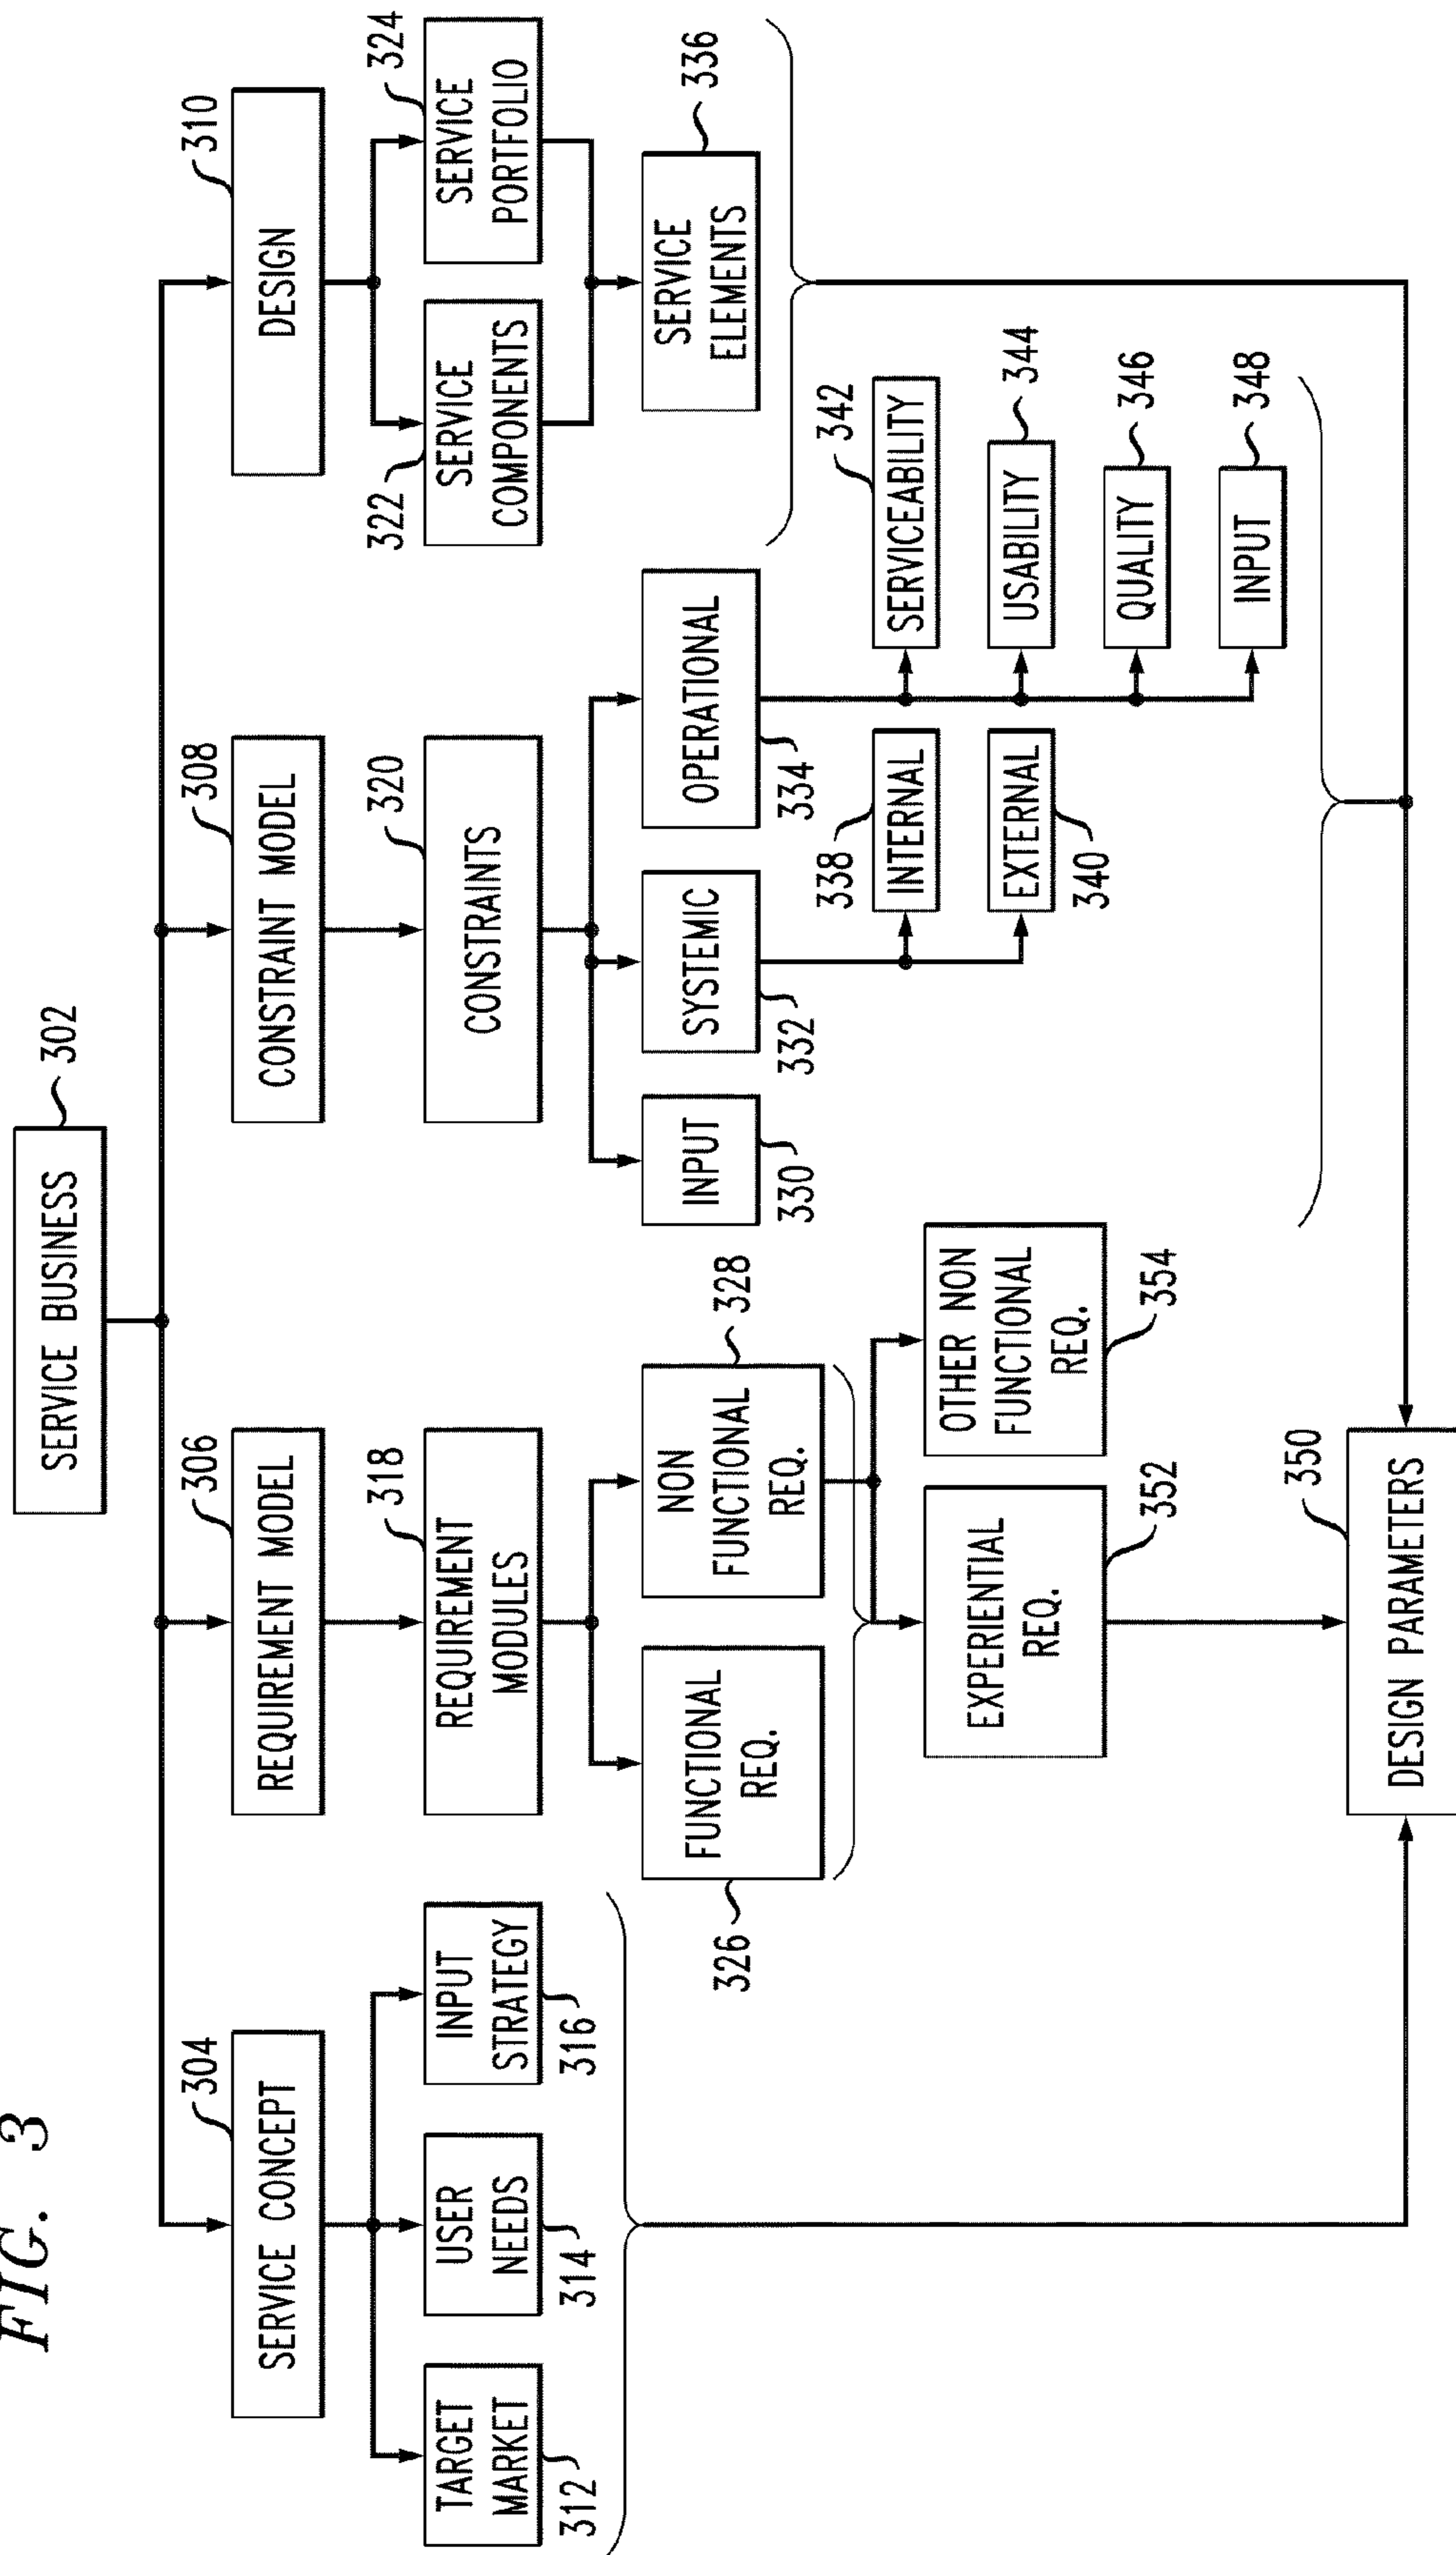 FIG. 3
SERVICE BUSINESS
302
304
SERVICE CONCEPT
306
REQUIREMENT MODEL
308
CONSTRAINT MODEL
310
DESIGN
TARGET
MARKET
312
USER
NEEDS
314
INPUT
STRATEGY
316
318
REQUIREMENT
MODULES
320
CONSTRAINTS
322
SERVICE
COMPONENTS
324
SERVICE
PORTFOLIO
326
FUNCTIONAL
REQ.
328
NON
FUNCTIONAL
REQ.
INPUT
330
SYSTEMIC
332
OPERATIONAL
334
SERVICE
ELEMENTS
336
338
INTERNAL
EXTERNAL
340
342
SERVICEABILITY
USABILITY
344
QUALITY
346
INPUT
348
EXPERIENTIAL
REQ.
352
OTHER NON
FUNCTIONAL
REQ.
354
350
DESIGN PARAMETERS